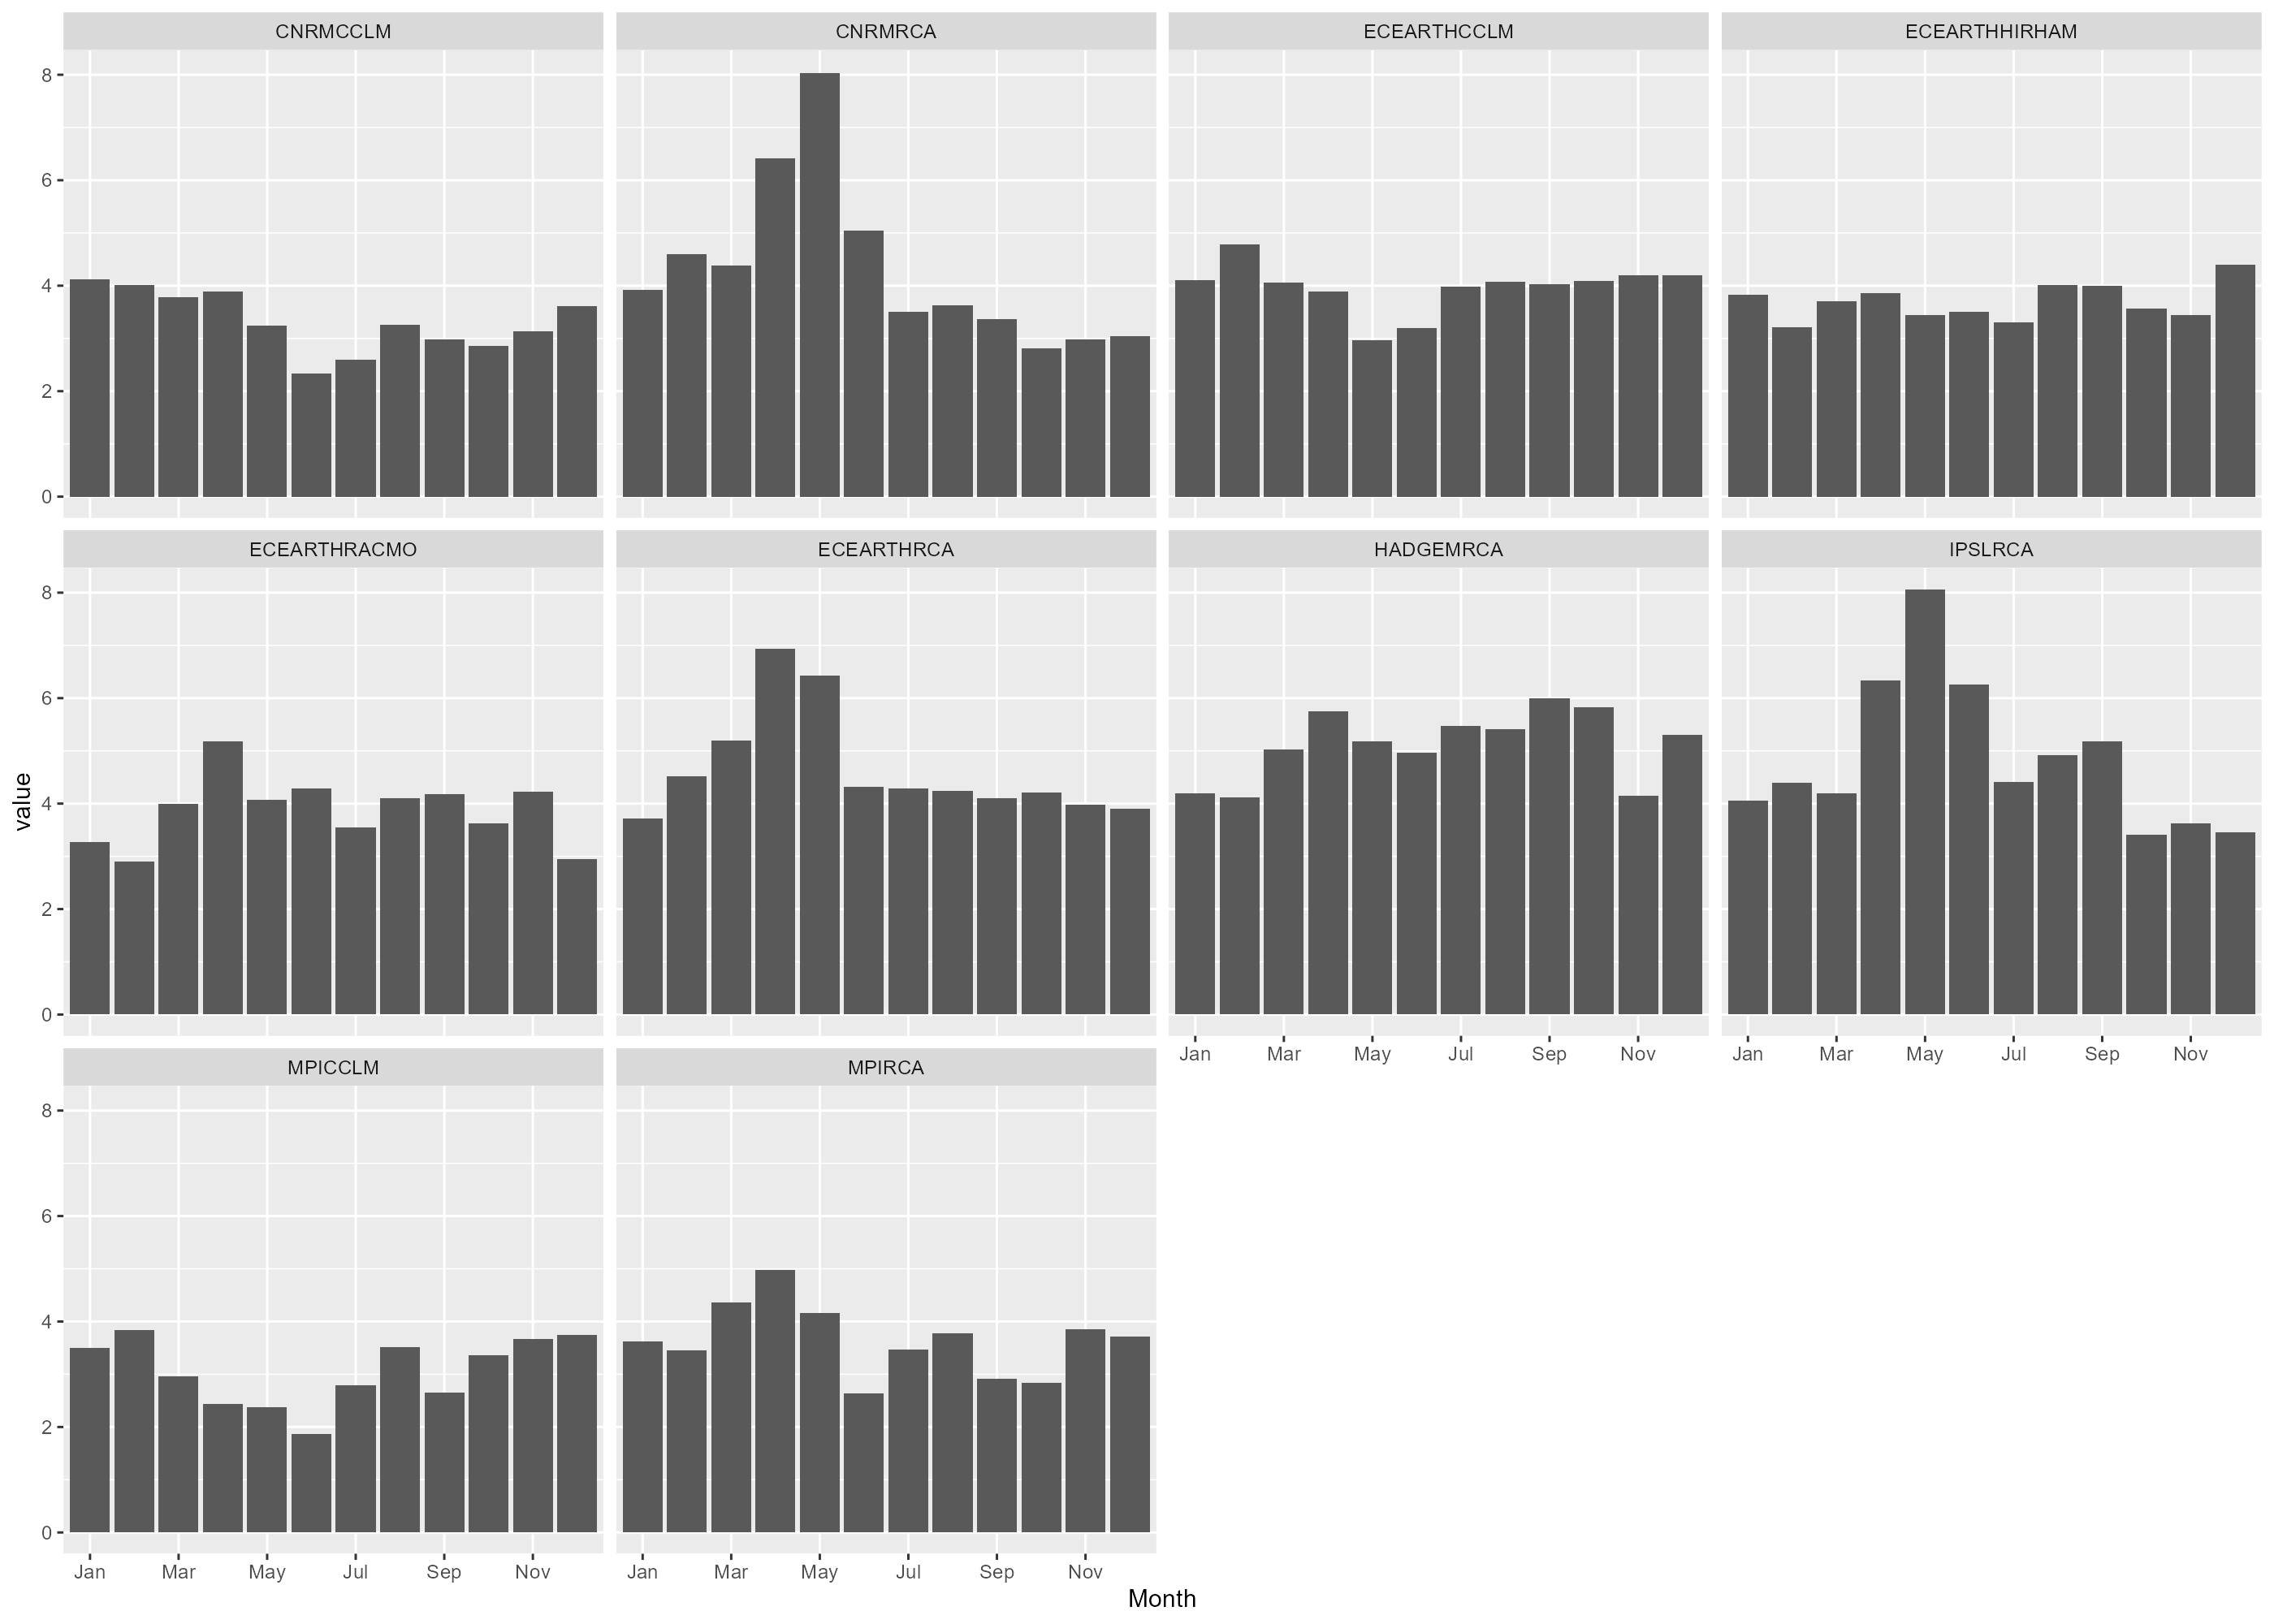 CNRMCCLM CNRMRCA ECEARTHCCLM ECEARTHHIRHAM
8
6
4
2
0
ECEARTHRACMO ECEARTHRCA HADGEMRCA IPSLRCA
8
6
4
2
0
value
Jan Mar May Jul Sep Nov Jan Mar May Jul Sep Nov
MPICCLM MPIRCA
8
6
4
2
0
Jan Mar May Jul Sep Nov Jan Mar May Jul Sep Nov
Month